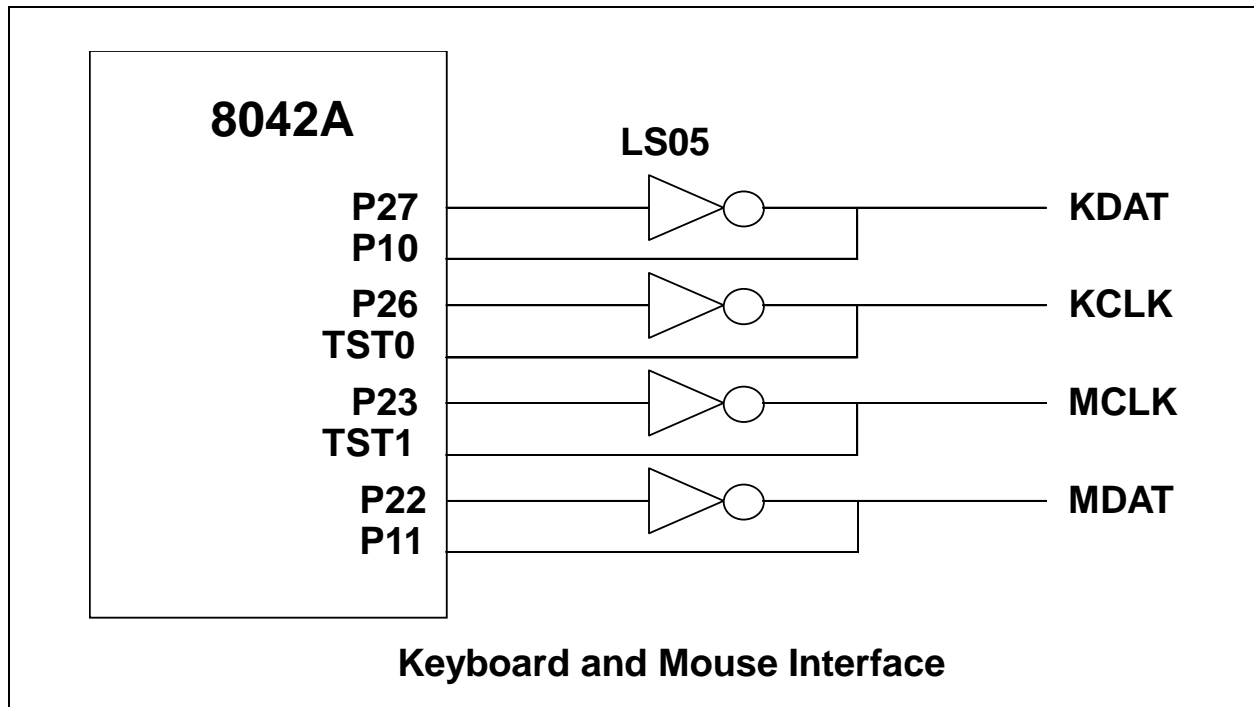 8042A
LS05
P27
KDAT
P10
P26
KCLK
TST0
P23
MCLK
TST1
P22
MDAT
P11
Keyboard and Mouse Interface